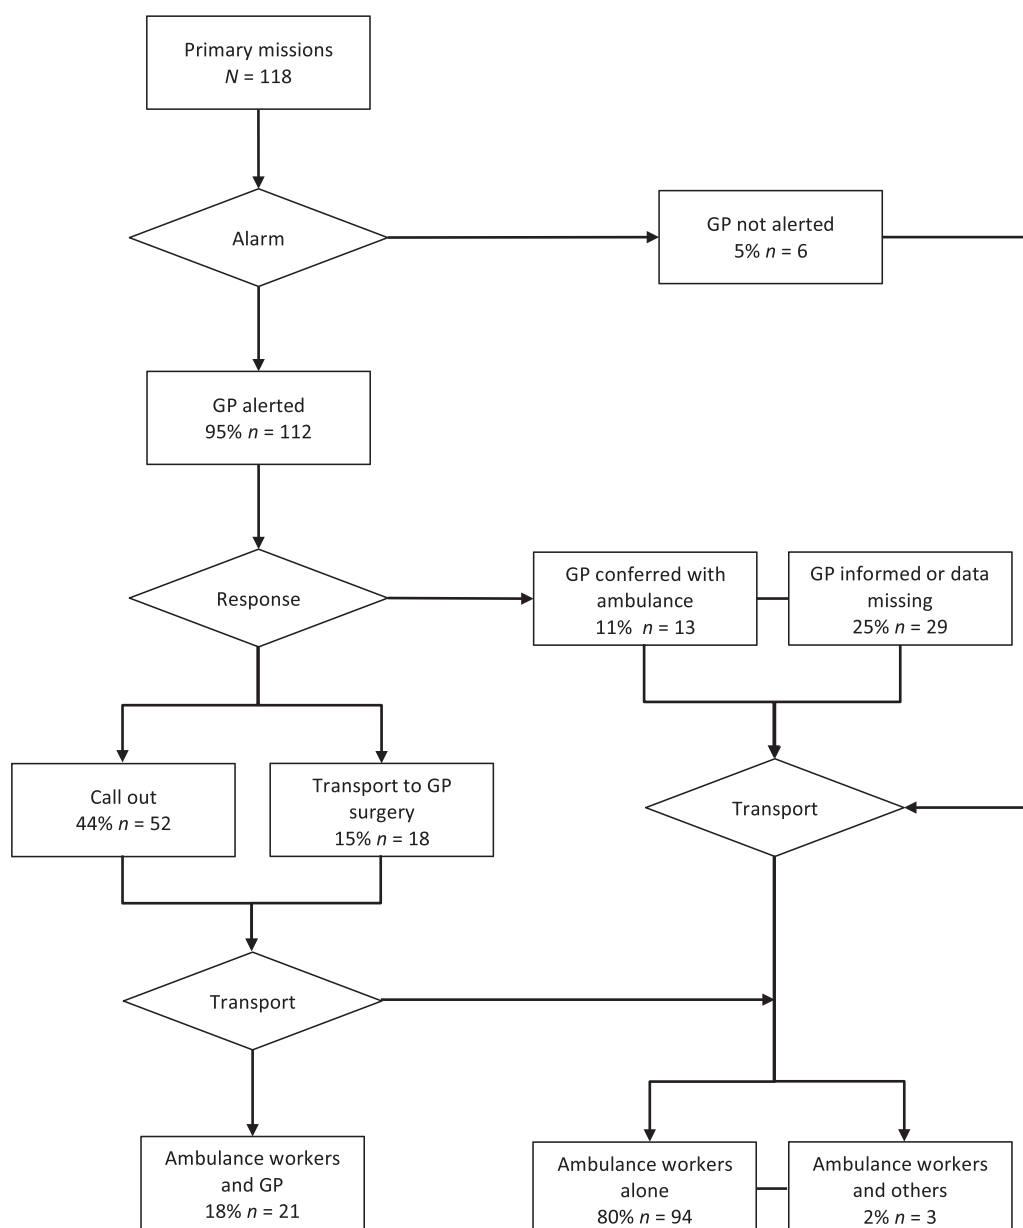 Primary missions
N = 118
Alarm
GP not alerted
5% n = 6
GP alerted
95% n = 112
Response
GP conferred with
ambulance
11% n = 13
GP informed or data
missing
25% n = 29
Call out
44% n = 52
Transport to GP
surgery
15% n = 18
Transport
Transport
Ambulance workers
and GP
18% n = 21
Ambulance workers
alone
80% n = 94
Ambulance workers
and others
2% n = 3